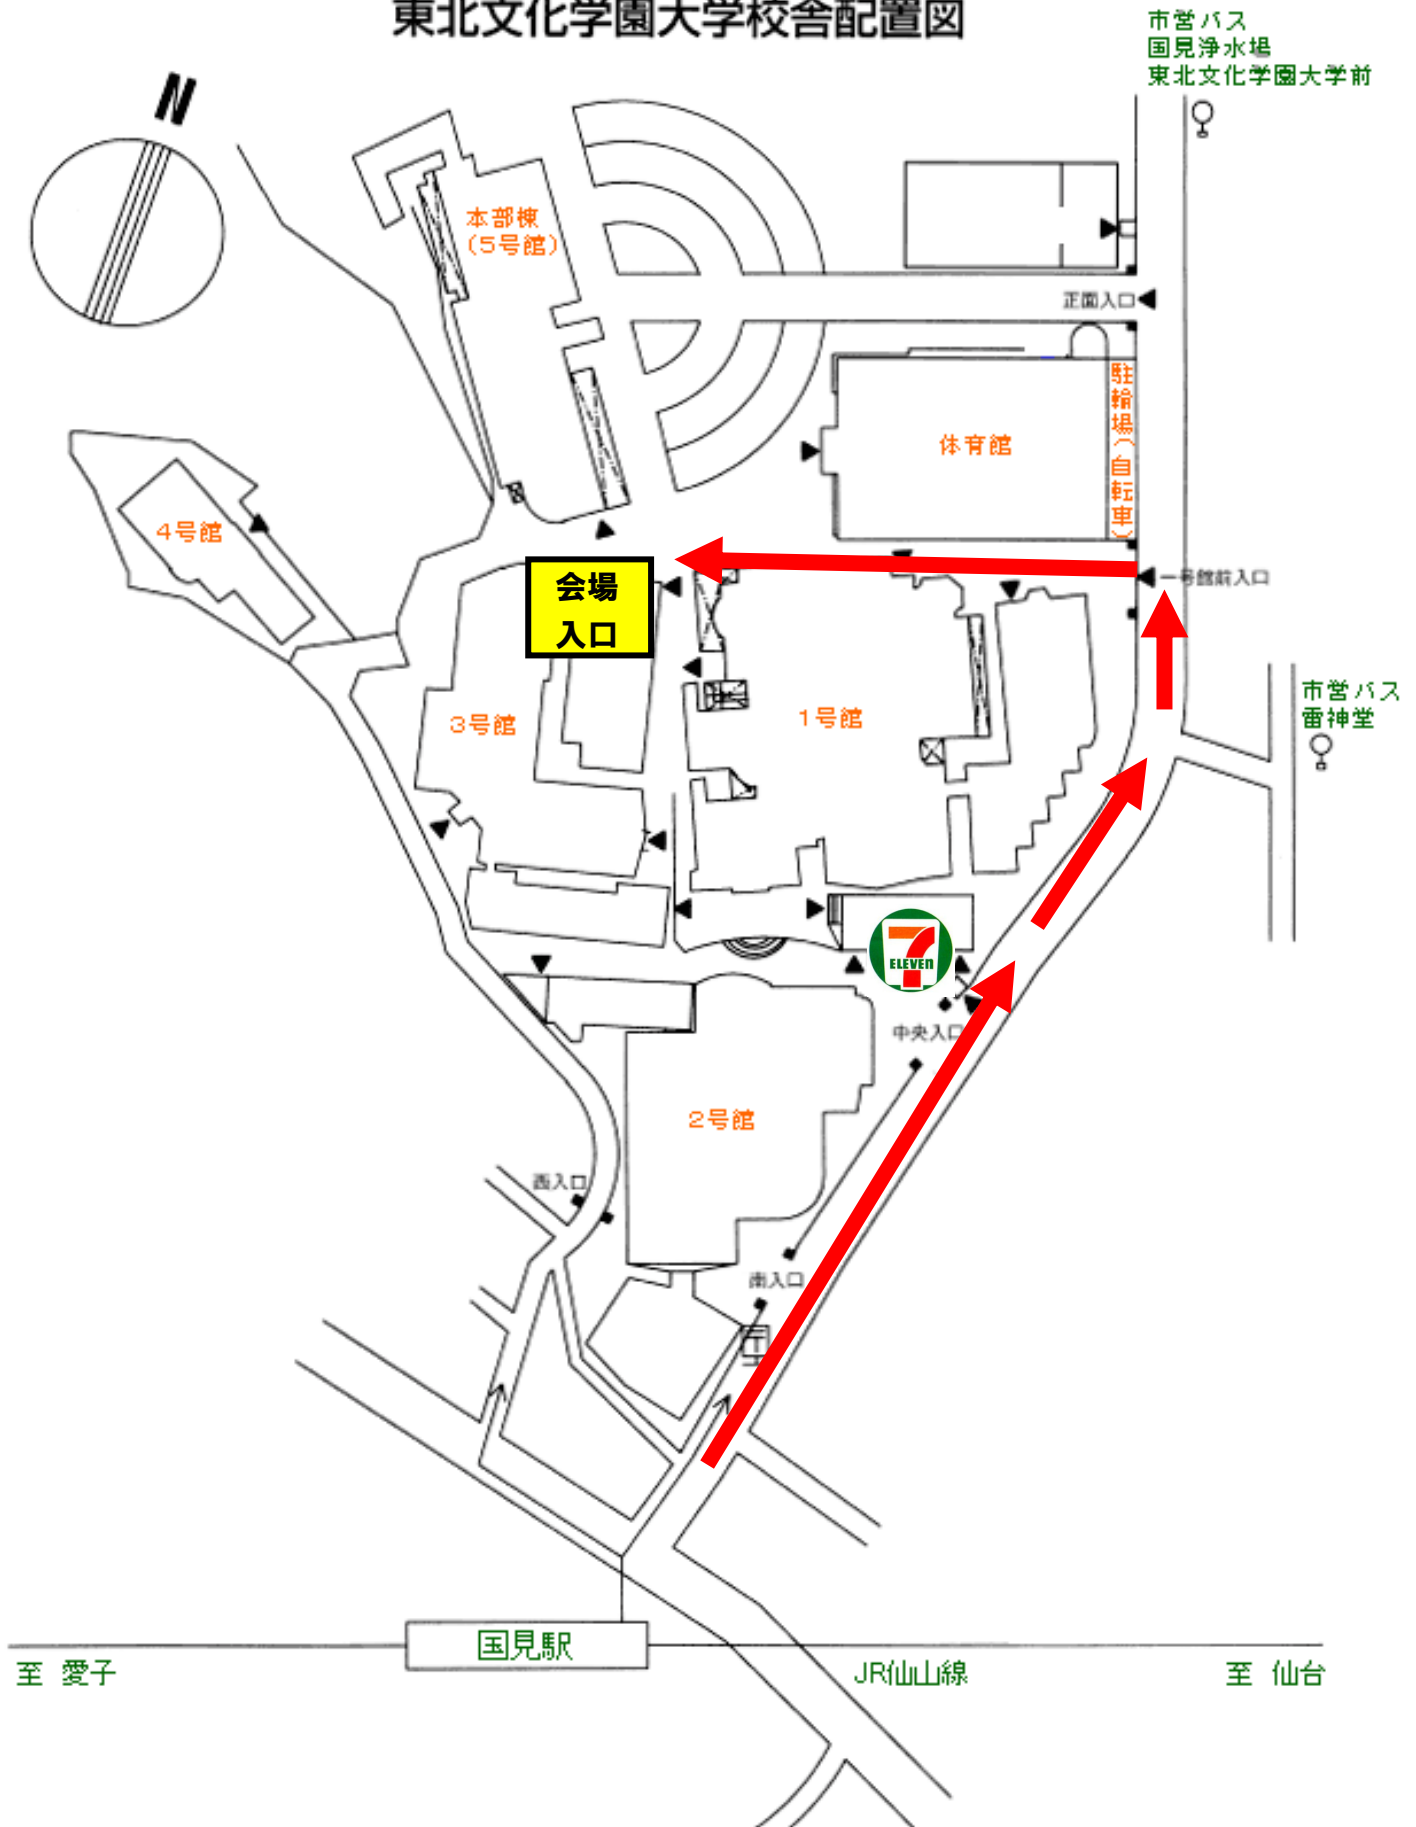 東北文化学園大学校舎配置図
市営バス
国見浄水場
東北文化学園大学前
N
本部棟
(5号館)
正面入口
駐輪場(自転車)
体育館
4号館
会場
入口
一号館前入口
市営バス
雷神堂
3号館
1号館
7
ELEVEn
中央入口
2号館
西入口
南入口
国見駅
至 愛子
JR仙山線
至 仙台